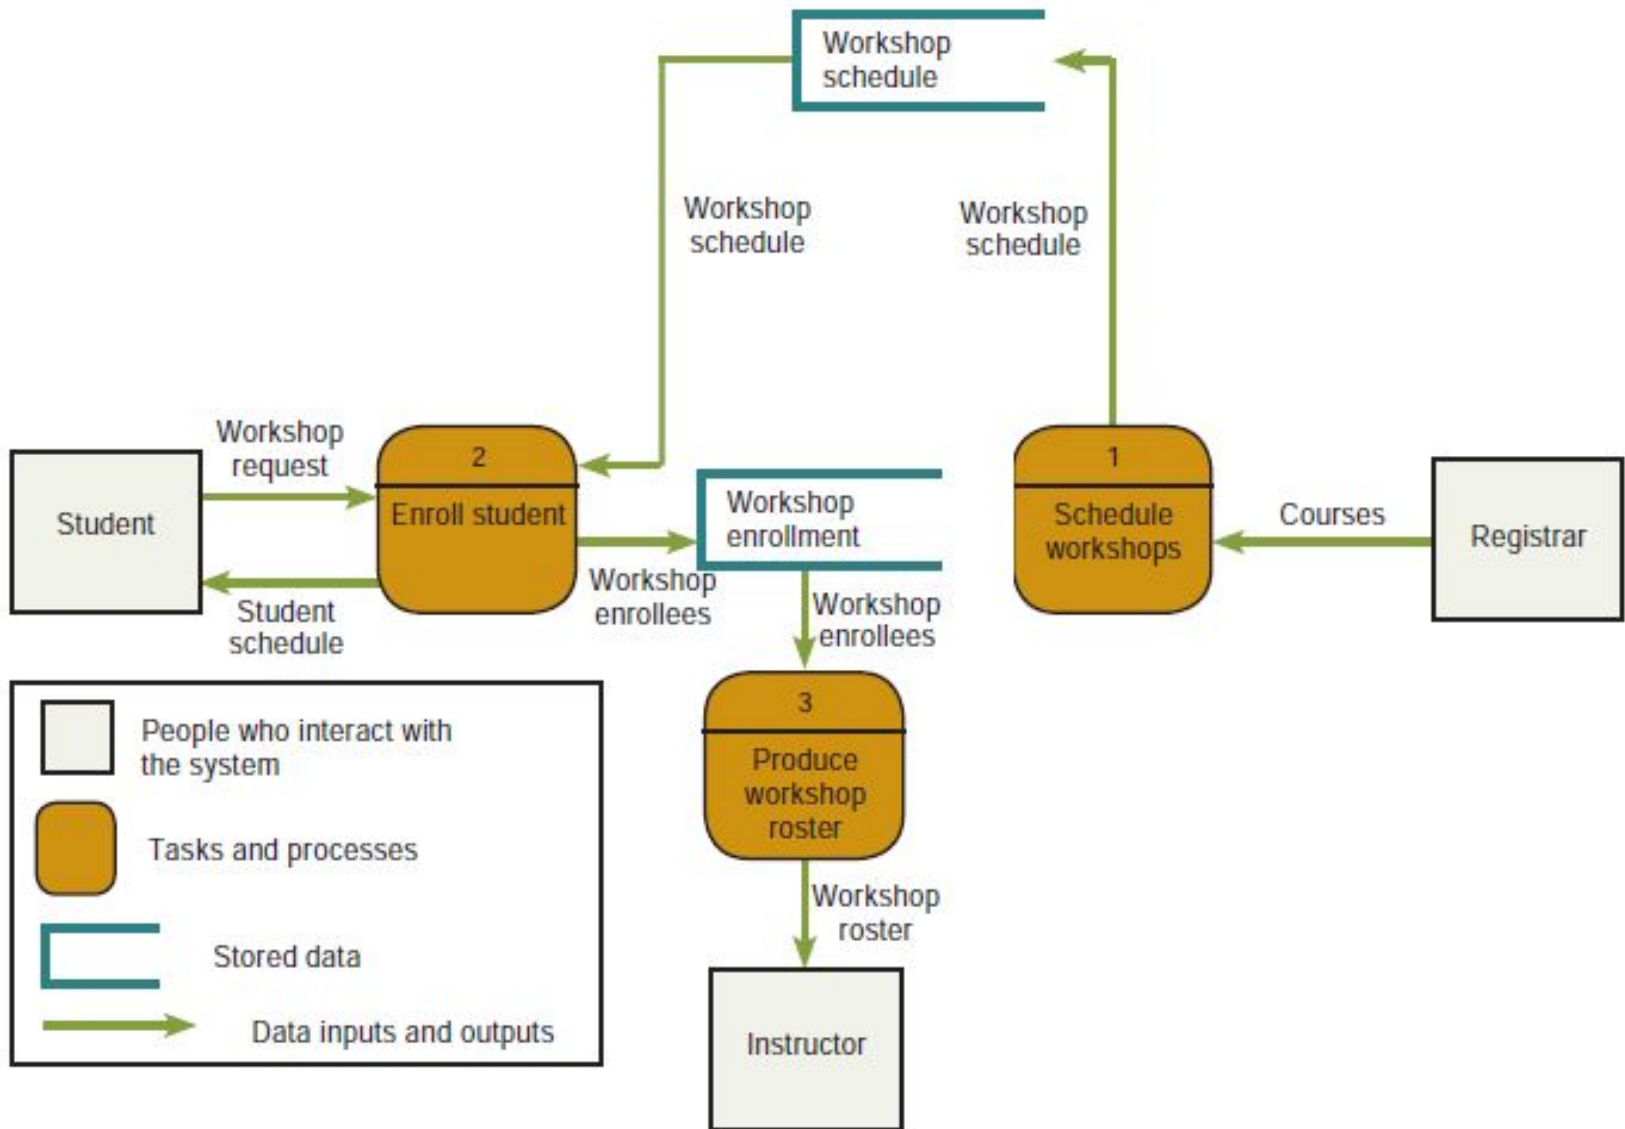 Workshop
schedule
Workshop
schedule
Workshop
schedule
Workshop
request
Student
2
Enroll student
Student
schedule
Workshop
enrollment
Workshop
enrollees
Workshop
enrollees
1
Schedule
workshops
Courses
Registrar
3
Produce
workshop
roster
Workshop
roster
Instructor
People who interact with
the system
Tasks and processes
Stored data
Data inputs and outputs